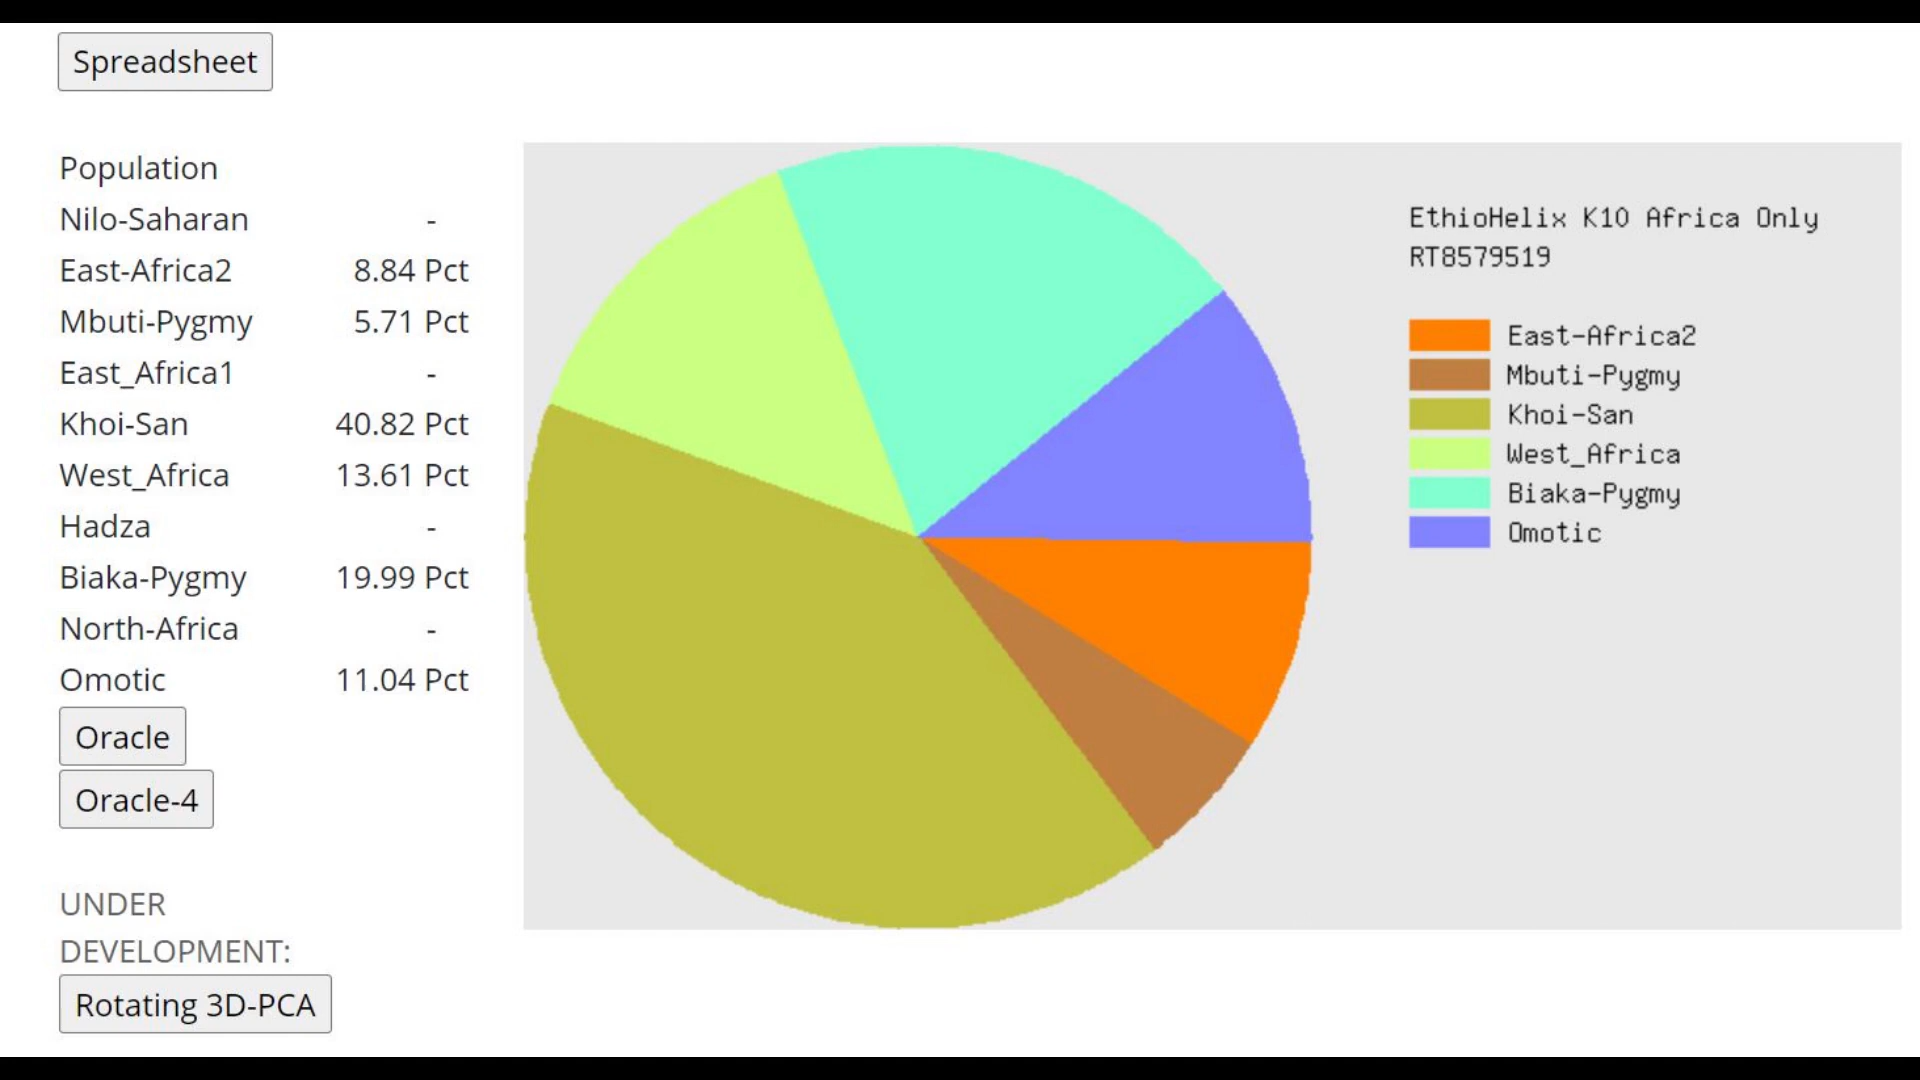 Spreadsheet
Population
Nilo-Saharan -
East-Africa2 8.84 Pct
Mbuti-Pygmy 5.71 Pct
East_Africa1 -
Khoi-San 40.82 Pct
West_Africa 13.61 Pct
Hadza -
Biaka-Pygmy 19.99 Pct
North-Africa -
Omotic 11.04 Pct
Oracle
Oracle-4
UNDER
DEVELOPMENT:
Rotating 3D-PCA
EthioHelix K10 Africa Only
RT8579519
East-Africa2
Mbuti-Pygmy
Khoi-San
West_Africa
Biaka-Pygmy
Omotic